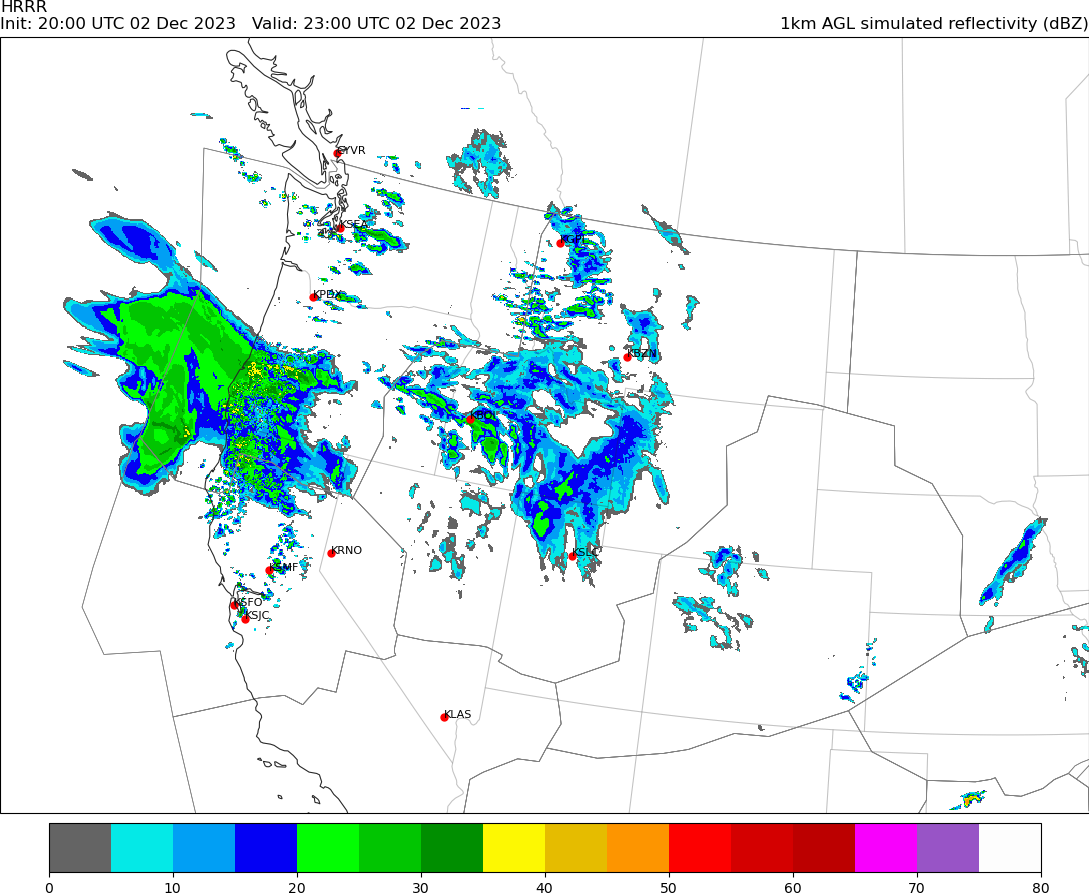 HRRR
Init: 20:00 UTC 02 Dec 2023   Valid: 23:00 UTC 02 Dec 2023   1km AGL simulated reflectivity (dBZ)
CYVR
KSEA
KPDX
KBZN
KSLC
KRNO
KSMF
KSFO
KSJC
KLAS
0 10 20 30 40 50 60 70 80